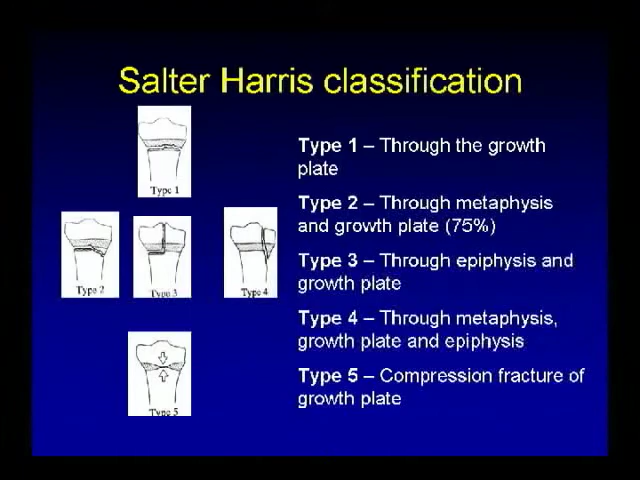 Salter Harris classification
Type 1
Type 2
Type 3
Type 4
Type 5
Type 1 – Through the growth
plate
Type 2 – Through metaphysis
and growth plate (75%)
Type 3 – Through epiphysis and
growth plate
Type 4 – Through metaphysis,
growth plate and epiphysis
Type 5 – Compression fracture of
growth plate